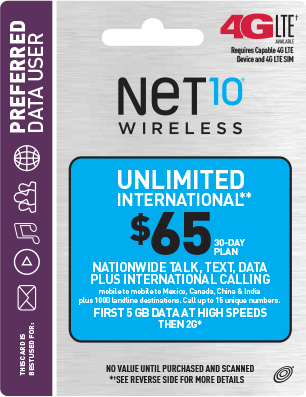 PREFERRED
DATA USER
THIS CARD IS
BEST USED FOR:
4G LTE†
AVAILABLE
Requires Capable 4G LTE
Device and 4G LTE SIM
NET10®
WIRELESS
UNLIMITED
INTERNATIONAL**
$65 30-DAY
PLAN
NATIONWIDE TALK, TEXT, DATA
PLUS INTERNATIONAL CALLING
mobile to mobile to Mexico, Canada, China & India
plus 1000 landline destinations. Call up to 15 unique numbers.
FIRST 5 GB DATA AT HIGH SPEEDS
THEN 2G*
NO VALUE UNTIL PURCHASED AND SCANNED
*†SEE REVERSE SIDE FOR MORE DETAILS